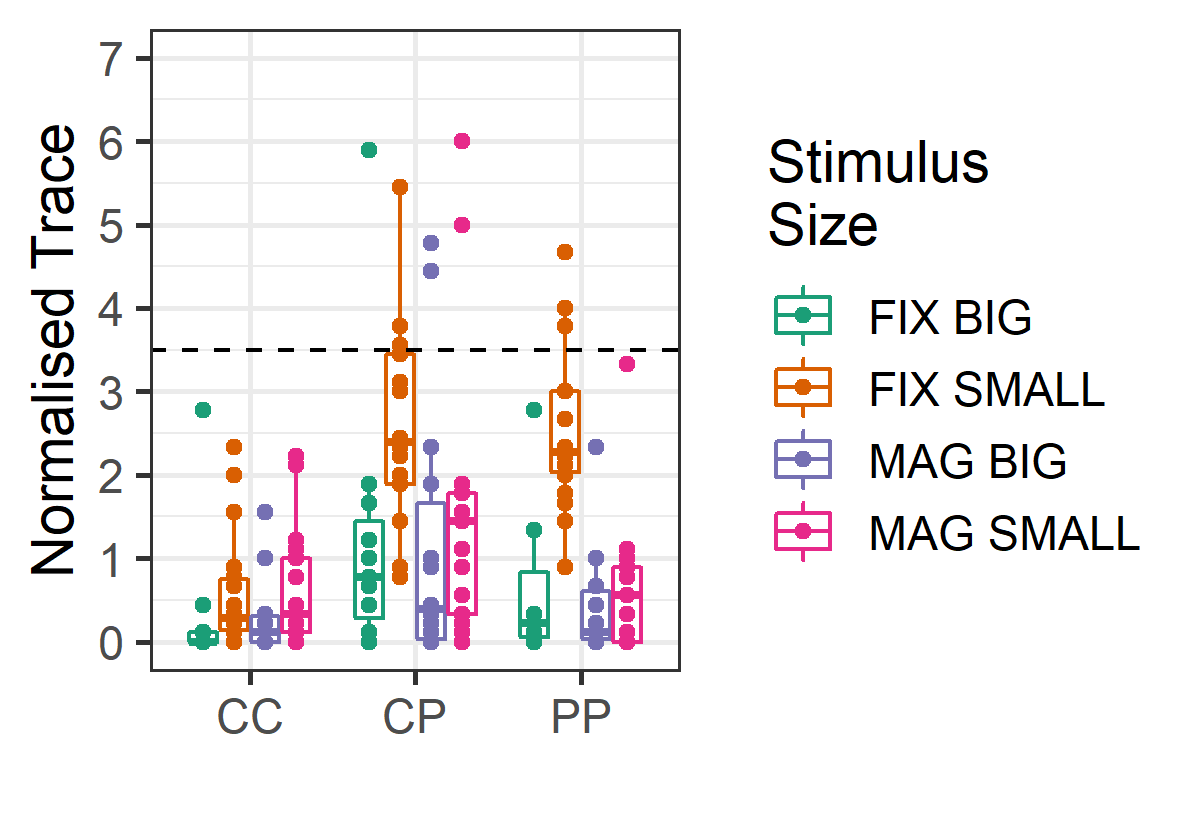 Normalised Trace
7
6
5
4
3
2
1
0
CC CP PP
Stimulus
Size
FIX BIG
FIX SMALL
MAG BIG
MAG SMALL